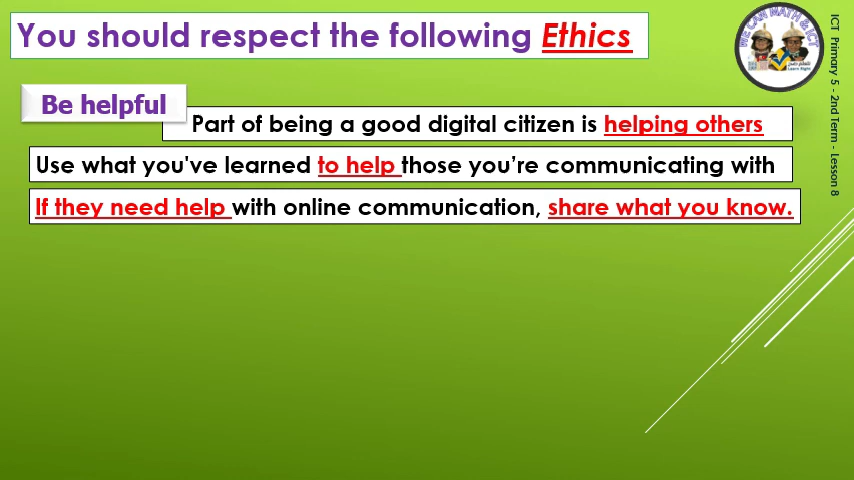 You should respect the following Ethics
Be helpful
Part of being a good digital citizen is helping others
Use what you've learned to help those you're communicating with
If they need help with online communication, share what you know.
WE CAN MATH & ICT
Learn Right
ICT Primary 5 - 2nd Term - Lesson 8